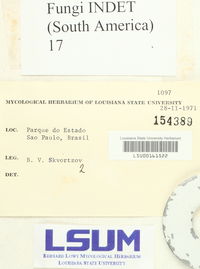 Fungi INDET
(South America)
17
1097
MYCOLOGICAL HERBARIUM OF LOUISIANA STATE UNIVERSITY
28-11-1971
154389
LOC. Parque do Estado
Sao Paulo, Brasil
Louisiana State University Herbarium
LSU00161522
LEG. B. V. Skvortzov
DET.
2
LSUM
BERNARD LOWY MYCOLOGICAL HERBARIUM
LOUISIANA STATE UNIVERSITY